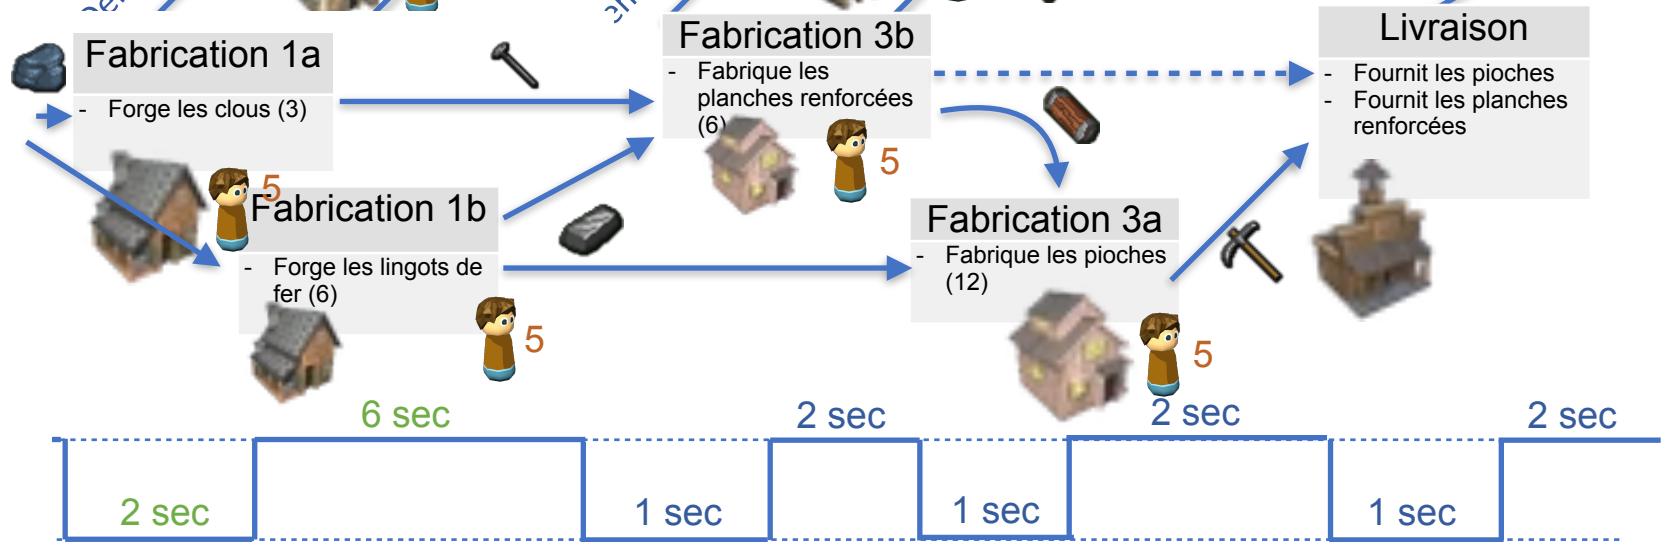 Fabrication 1a
- Forge les clous (3)
5
Fabrication 1b
- Forge les lingots de
fer (6)
5
Fabrication 3b
- Fabrique les
planches renforcées
(6)
5
Fabrication 3a
- Fabrique les pioches
(12)
5
Livraison
- Fournit les pioches
- Fournit les planches
renforcées
6 sec
2 sec
2 sec
2 sec
2 sec
1 sec
1 sec
1 sec